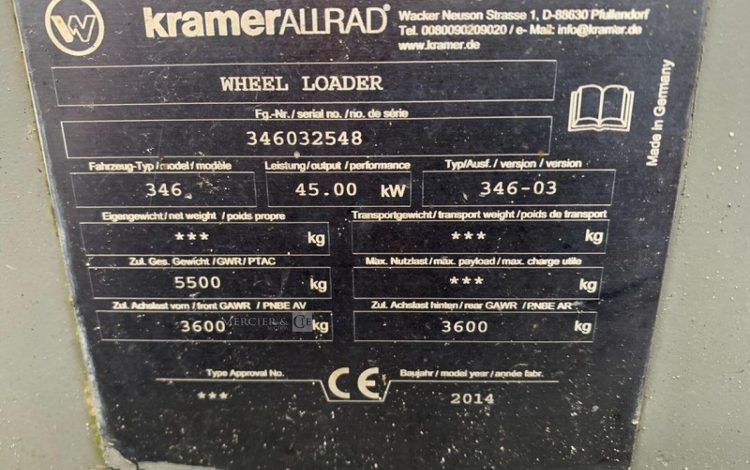 W
kramerALLRAD®
Wacker Neuson Strasse 1, D-88630 Pfullendorf
Tel. 0080090209020 / e- Mail: info@kramer.de
www.kramer.de
WHEEL LOADER
Made in Germany
Fg.-Nr./ serial no. /no. de série
346032548
Fahrzeug-Typ / model / modèle Leistung / output / performance Typ/Ausf. / version / version
346 45.00 kW 346-03
Eigengewicht / net weight / poids propre Transportgewicht / transport weight / poids de transport
*** kg *** kg
Zul. Ges. Gewicht / GWR/ PTAC Max. Nutzlast / max. payload / max. charge utile
5500 kg *** kg
Zul. Achslast vorn / front GAWR / PNBE AV Zul. Achslast hinten / rear GAWR / PNBE AR
3600 kg 3600 kg
MERCIER & CIE
Type Approval No. CE Baujahr / model year / année fabr.
*** 2014